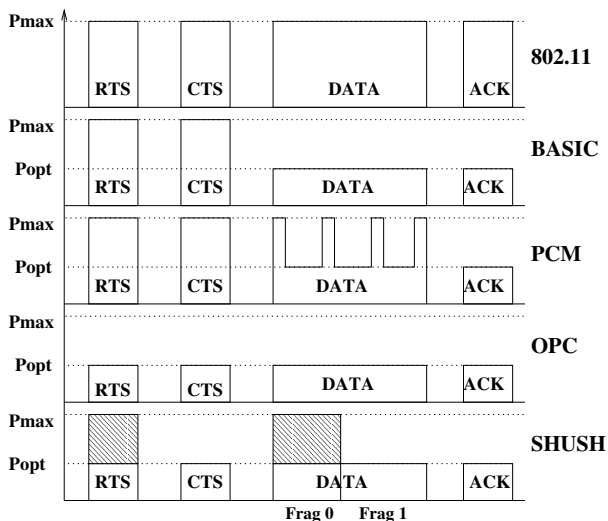 Pmax
802.11
RTS CTS DATA ACK
Pmax
BASIC
Popt
RTS CTS DATA ACK
Pmax
PCM
Popt
RTS CTS DATA ACK
Pmax
OPC
Popt
RTS CTS DATA ACK
Pmax
SHUSH
Popt
RTS CTS DATA ACK
Frag 0 Frag 1